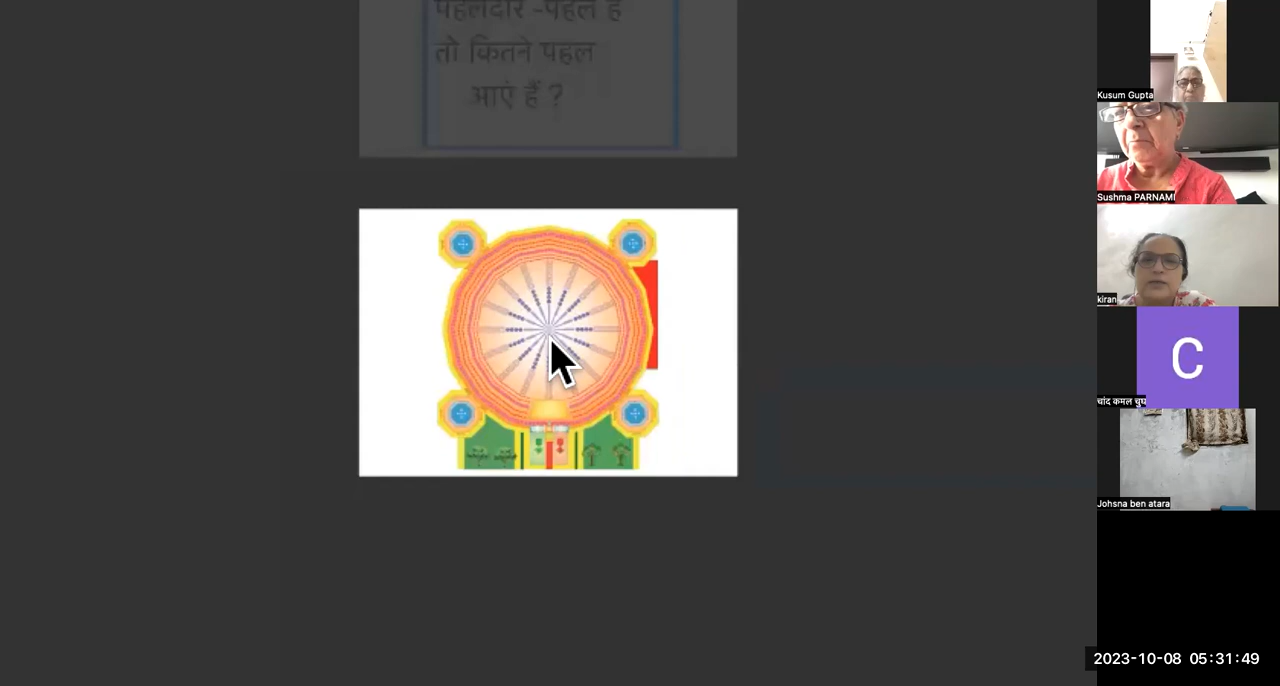 पहलदार -पहल है
तो कितने पहल
आएं हैं ?
Kusum Gupta
Sushma PARNAMI
kiran
C
चांद कमल चुघ
Johsna ben atara
2023-10-08 05:31:49